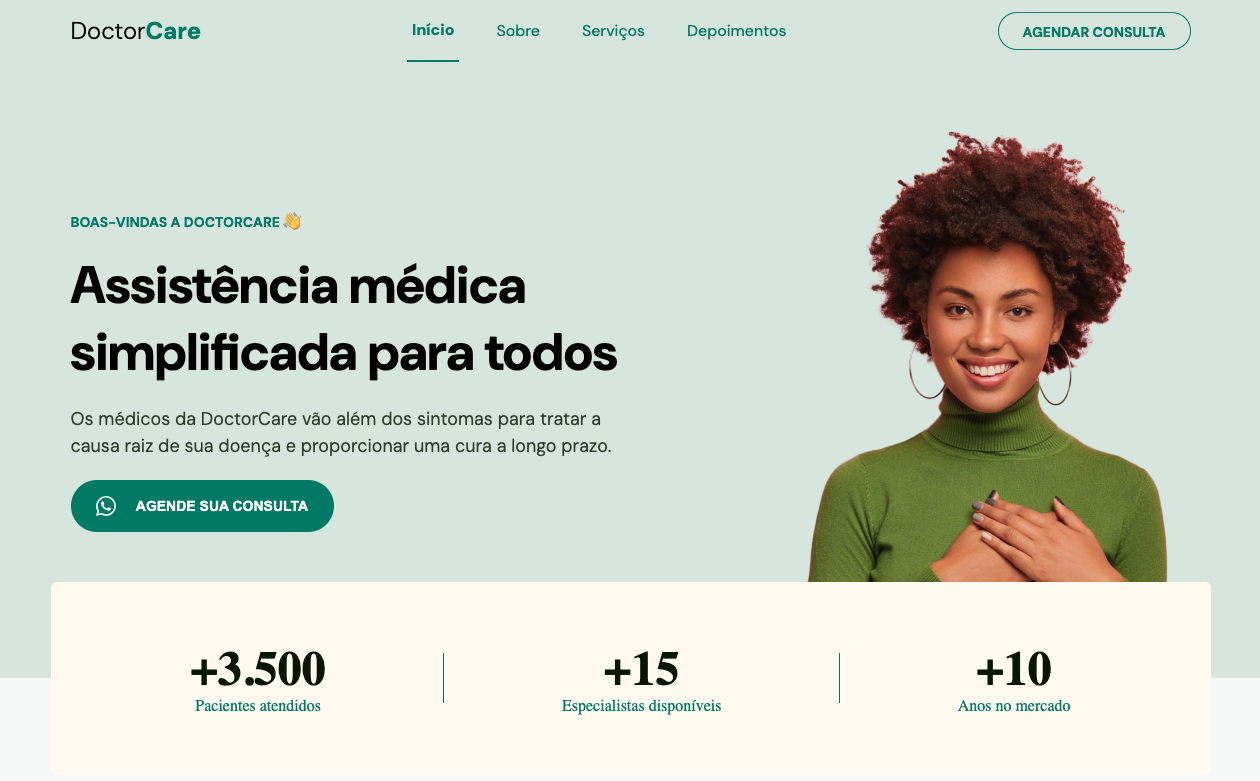 DoctorCare
Início
Sobre
Serviços
Depoimentos
AGENDAR CONSULTA
BOAS-VINDAS A DOCTORCARE 👋
Assistência médica
simplificada para todos
Os médicos da DoctorCare vão além dos sintomas para tratar a
causa raiz de sua doença e proporcionar uma cura a longo prazo.
AGENDE SUA CONSULTA
+3.500
Pacientes atendidos
+15
Especialistas disponíveis
+10
Anos no mercado